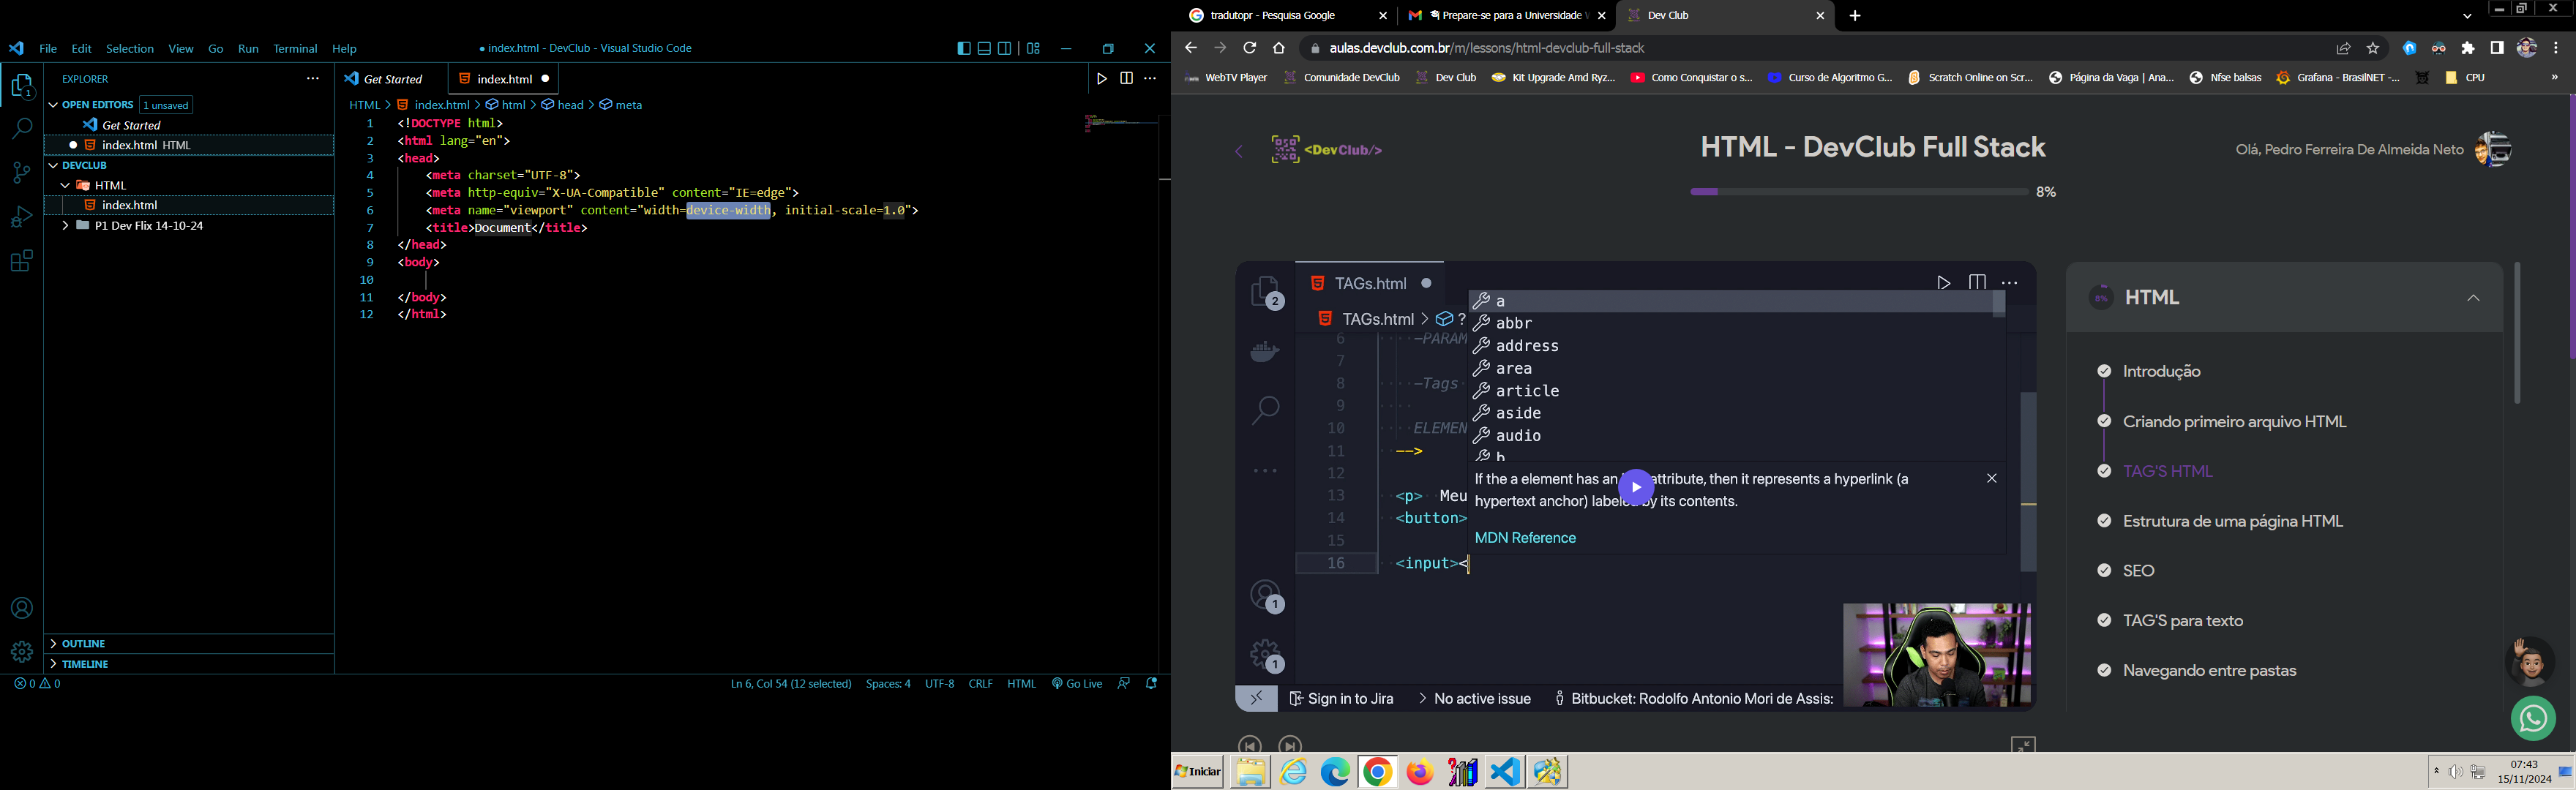 File Edit Selection View Go Run Terminal Help
● index.html - DevClub - Visual Studio Code
EXPLORER
OPEN EDITORS 1 unsaved
Get Started
index.html HTML
DEVCLUB
HTML
index.html
P1 Dev Flix 14-10-24
OUTLINE
TIMELINE
1
Get Started
index.html
HTML > index.html > html > head > meta
1 <!DOCTYPE html>
2 <html lang="en">
3 <head>
4 <meta charset="UTF-8">
5 <meta http-equiv="X-UA-Compatible" content="IE=edge">
6 <meta name="viewport" content="width=device-width, initial-scale=1.0">
7 <title>Document</title>
8 </head>
9 <body>
10
11 </body>
12 </html>
0 0
Ln 6, Col 54 (12 selected) Spaces: 4 UTF-8 CRLF HTML Go Live
tradutopr - Pesquisa Google
Prepare-se para a Universidade
Dev Club
aulas.devclub.com.br/m/lessons/html-devclub-full-stack
WebTV Player Comunidade DevClub Dev Club Kit Upgrade Amd Ryz... Como Conquistar o s... Curso de Algoritmo G... Scratch Online on Scr... Página da Vaga | Ana... Nfse balsas Grafana - BrasilNET -... CPU »
<DevClub/>
HTML - DevClub Full Stack
8%
Olá, Pedro Ferreira De Almeida Neto
TAGs.html
TAGs.html > ?
2
1
1
6 -PARAM
7
8 -Tags
9
10 ELEMEN
11 -->
12
13 <p> Meu
14 <button>
15
16 <input><
a
abbr
address
area
article
aside
audio
b
If the a element has an attribute, then it represents a hyperlink (a
hypertext anchor) labeled by its contents.
MDN Reference
Sign in to Jira No active issue Bitbucket: Rodolfo Antonio Mori de Assis:
8% HTML
Introdução
Criando primeiro arquivo HTML
TAG'S HTML
Estrutura de uma página HTML
SEO
TAG'S para texto
Navegando entre pastas
Iniciar
07:43
15/11/2024